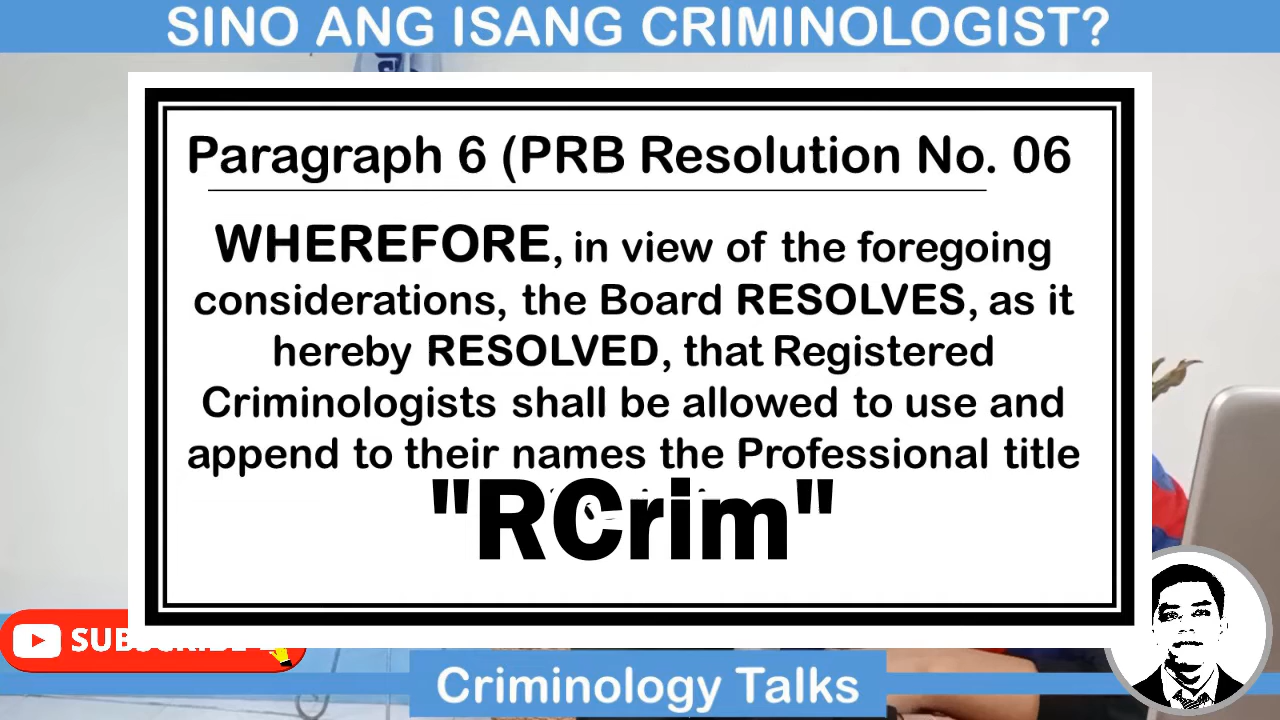 SINO ANG ISANG CRIMINOLOGIST?
Paragraph 6 (PRB Resolution No. 06
WHEREFORE, in view of the foregoing
considerations, the Board RESOLVES, as it
hereby RESOLVED, that Registered
Criminologists shall be allowed to use and
append to their names the Professional title
"RCrim"
SUBSCRIBE
Criminology Talks